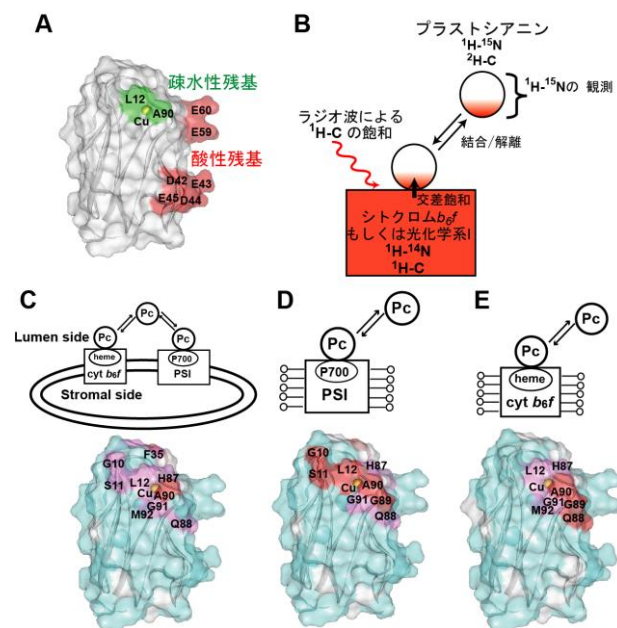 A
疎水性残基
L12
A90
Cu
E60
E59
酸性残基
D42
E43
E45
D44
B
プラストシアニン
¹H-¹⁵N
²H-C
¹H-¹⁵Nの 観測
ラジオ波による
¹H-C の飽和
結合/解離
交差飽和
シトクロムb₆f
もしくは光化学系I
¹H-¹⁴N
¹H-C
C
Pc
Lumen side
Pc
Pc
heme
P700
cyt b₆f
PSI
Stromal side
F35
G10
S11
L12
H87
Cu
A90
G91
M92
Q88
D
Pc
Pc
P700
PSI
G10
S11
L12
H87
Cu
A90
G91
G89
Q88
E
Pc
Pc
heme
cyt b₆f
L12
H87
Cu
A90
G91
G89
M92
Q88